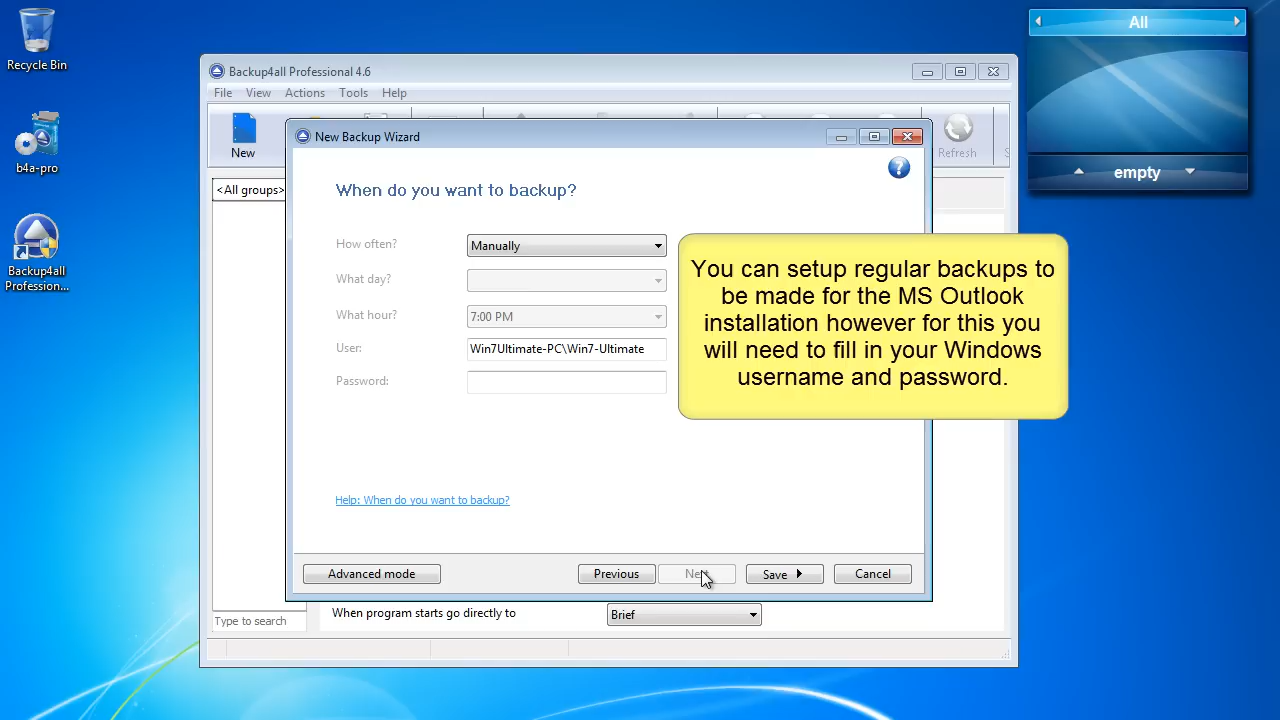 Recycle Bin
b4a-pro
Backup4all
Profession...
All
empty
Backup4all Professional 4.6
File View Actions Tools Help
New
Refresh
<All groups>
New Backup Wizard
When do you want to backup?
How often? Manually
What day?
What hour? 7:00 PM
User: Win7Ultimate-PC\Win7-Ultimate
Password:
You can setup regular backups to
be made for the MS Outlook
installation however for this you
will need to fill in your Windows
username and password.
Help: When do you want to backup?
Advanced mode Previous Save Cancel
Type to search
When program starts go directly to Brief